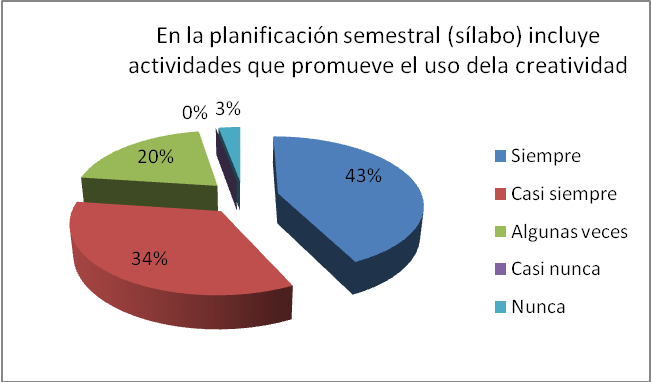 En la planificación semestral (sílabo) incluye
actividades que promueve el uso dela creatividad
0%
3%
20%
43%
34%
Siempre
Casi siempre
Algunas veces
Casi nunca
Nunca